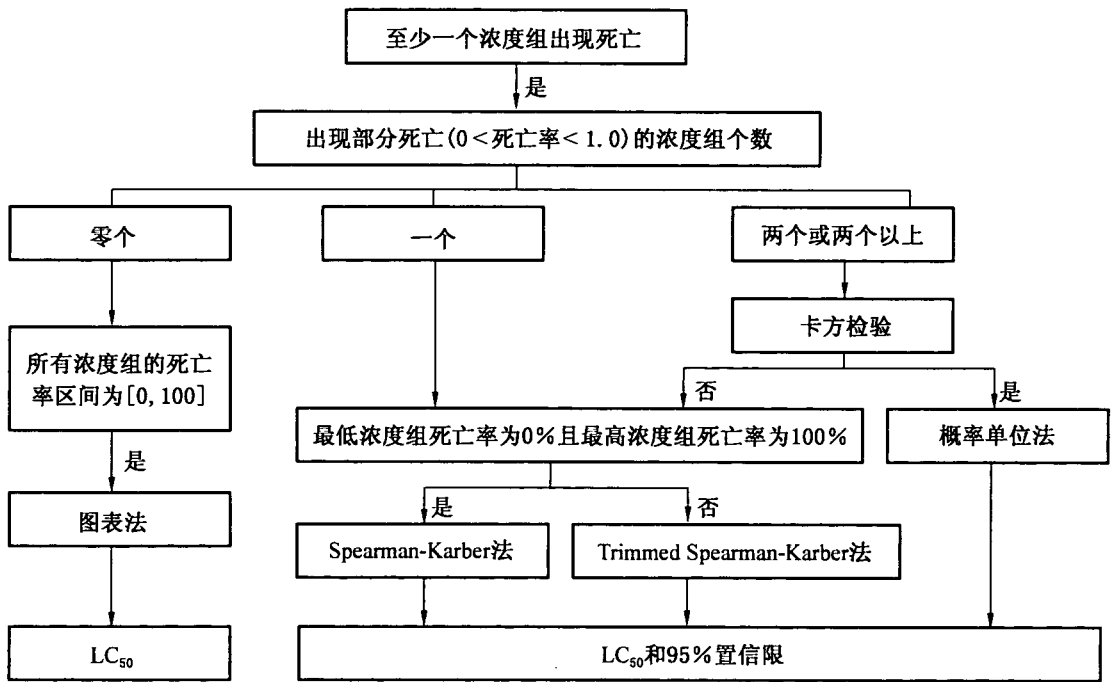 至少一个浓度组出现死亡
是
出现部分死亡(0<死亡率<1.0)的浓度组个数
零个
一个
两个或两个以上
卡方检验
所有浓度组的死亡
率区间为[0,100]
否
是
最低浓度组死亡率为0%且最高浓度组死亡率为100%
概率单位法
是
图表法
是
否
Spearman-Karber法
Trimmed Spearman-Karber法
LC₅₀
LC₅₀和95%置信限